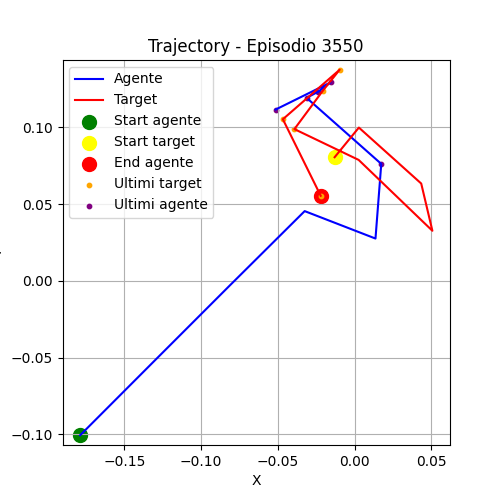 Trajectory - Episodio 3550
Agente
Target
Start agente
Start target
End agente
Ultimi target
Ultimi agente
0.10
0.05
0.00
−0.05
−0.10
−0.15
−0.10
−0.05
0.00
0.05
X